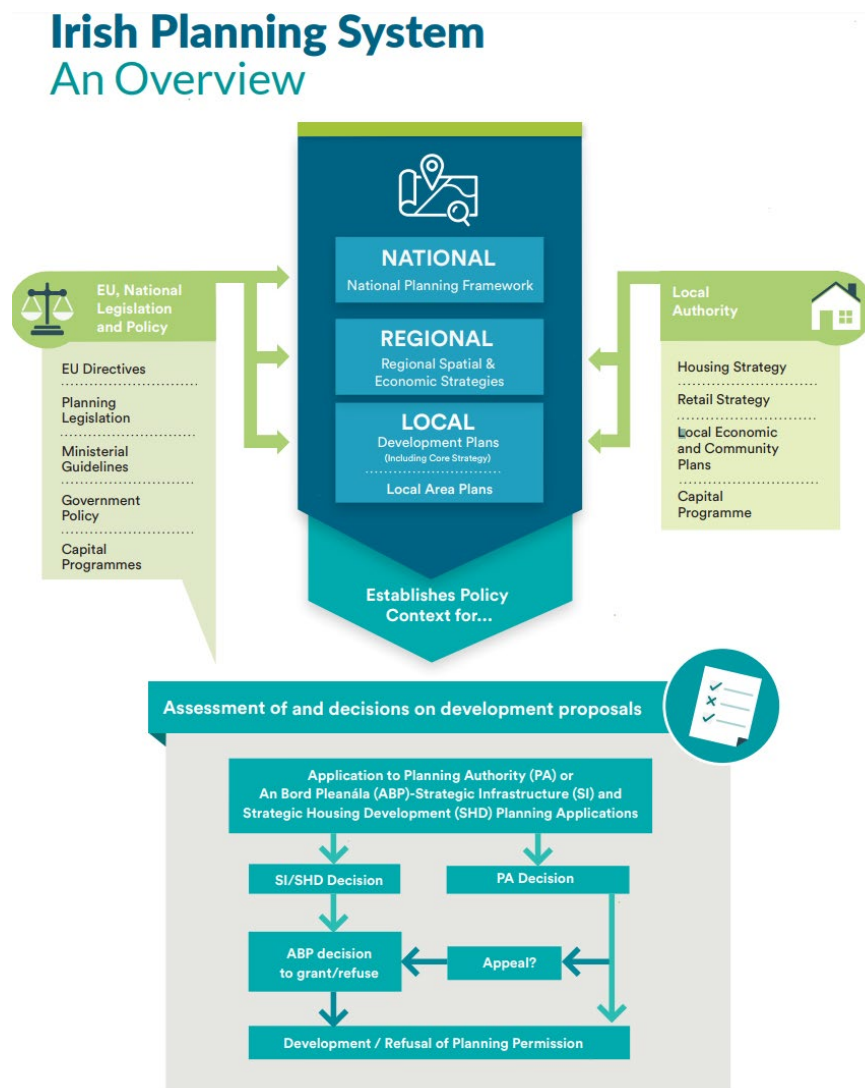 Irish Planning System
An Overview
NATIONAL
National Planning Framework
REGIONAL
Regional Spatial &
Economic Strategies
LOCAL
Development Plans
(Including Core Strategy)
Local Area Plans
EU, National
Legislation
and Policy
EU Directives
Planning
Legislation
Ministerial
Guidelines
Government
Policy
Capital
Programmes
Local
Authority
Housing Strategy
Retail Strategy
Local Economic
and Community
Plans
Capital
Programme
Establishes Policy
Context for...
Assessment of and decisions on development proposals
Application to Planning Authority (PA) or
An Bord Pleanála (ABP)-Strategic Infrastructure (SI) and
Strategic Housing Development (SHD) Planning Applications
SI/SHD Decision
PA Decision
ABP decision
to grant/refuse
Appeal?
Development / Refusal of Planning Permission